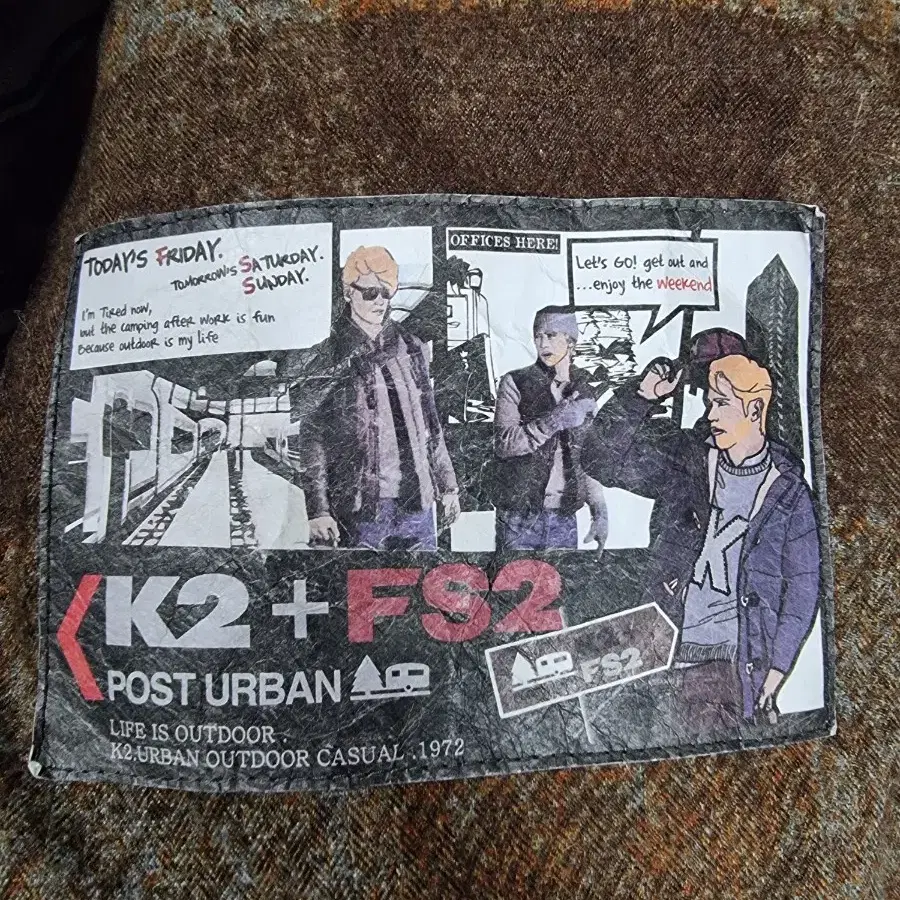 TODAY'S FRIDAY.
TOMORROW'S SATURDAY.
SUNDAY.
I'm Tired now,
but the camping after work is fun
Because outdoor is my life
OFFICES HERE!
Let's GO! get out and
...enjoy the weekend
K
K2 + FS2
POST URBAN
FS2
LIFE IS OUTDOOR .
K2.URBAN OUTDOOR CASUAL .1972